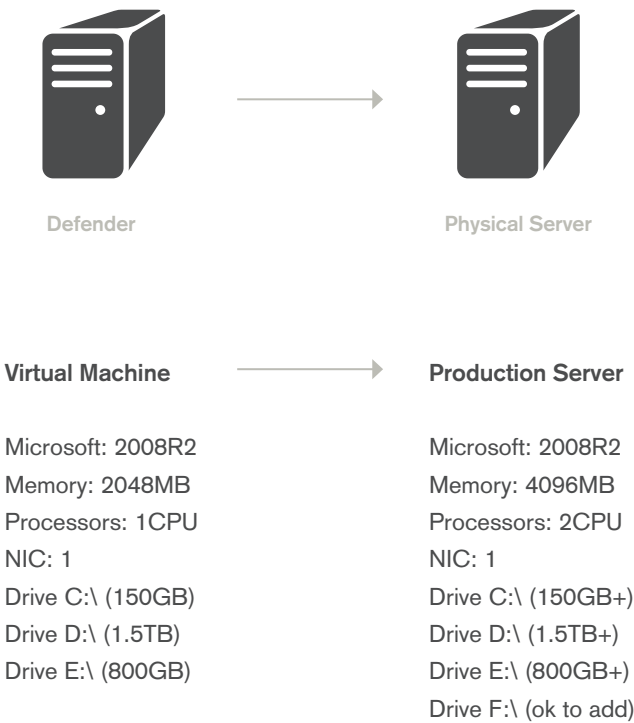 Defender
Physical Server
Virtual Machine
Production Server
Microsoft: 2008R2
Memory: 2048MB
Processors: 1CPU
NIC: 1
Drive C:\ (150GB)
Drive D:\ (1.5TB)
Drive E:\ (800GB)
Microsoft: 2008R2
Memory: 4096MB
Processors: 2CPU
NIC: 1
Drive C:\ (150GB+)
Drive D:\ (1.5TB+)
Drive E:\ (800GB+)
Drive F:\ (ok to add)